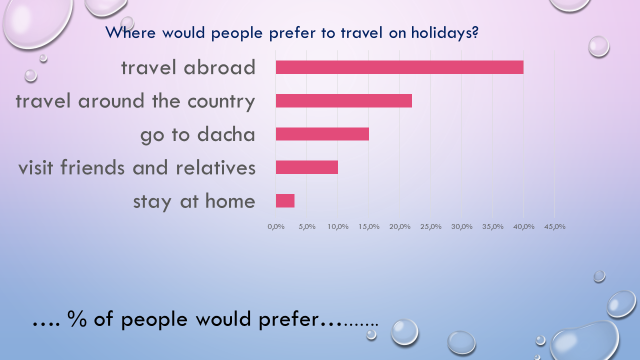 Where would people prefer to travel on holidays?
travel abroad
travel around the country
go to dacha
visit friends and relatives
stay at home
0,0% 5,0% 10,0% 15,0% 20,0% 25,0% 30,0% 35,0% 40,0% 45,0%
.... % of people would prefer..........